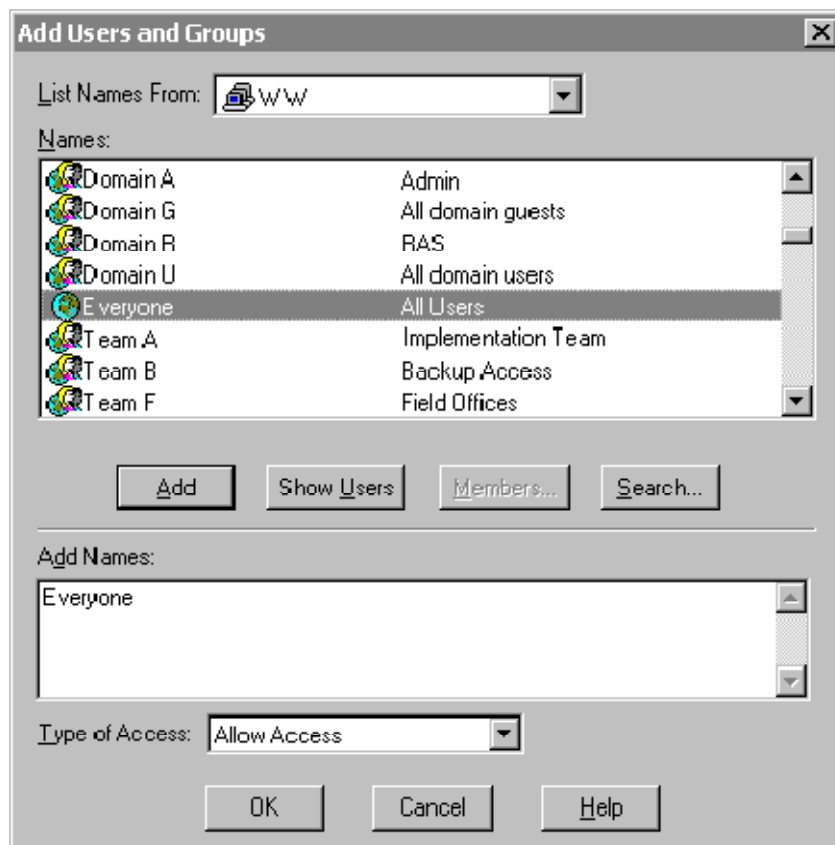 Add Users and Groups
List Names From: WW
Names:
Domain A Admin
Domain G All domain guests
Domain R RAS
Domain U All domain users
Everyone All Users
Team A Implementation Team
Team B Backup Access
Team F Field Offices
Add Show Users Members... Search...
Add Names:
Everyone
Type of Access: Allow Access
OK Cancel Help